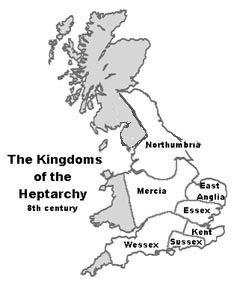 The Kingdoms
of the
Heptarchy
8th century
Northumbria
Mercia
East
Anglia
Essex
Kent
Wessex
Sussex